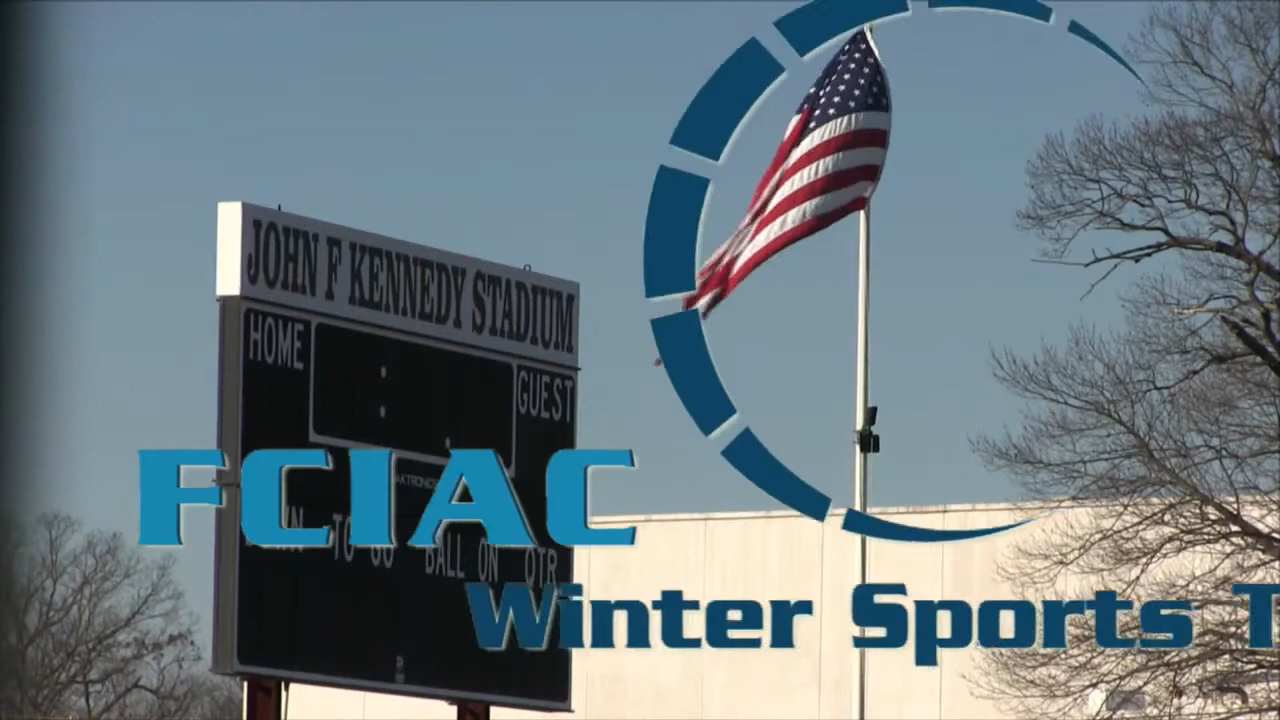 JOHN F KENNEDY STADIUM
HOME
GUEST
FCIAC
TO GO BALL ON QTR
Winter Sports T